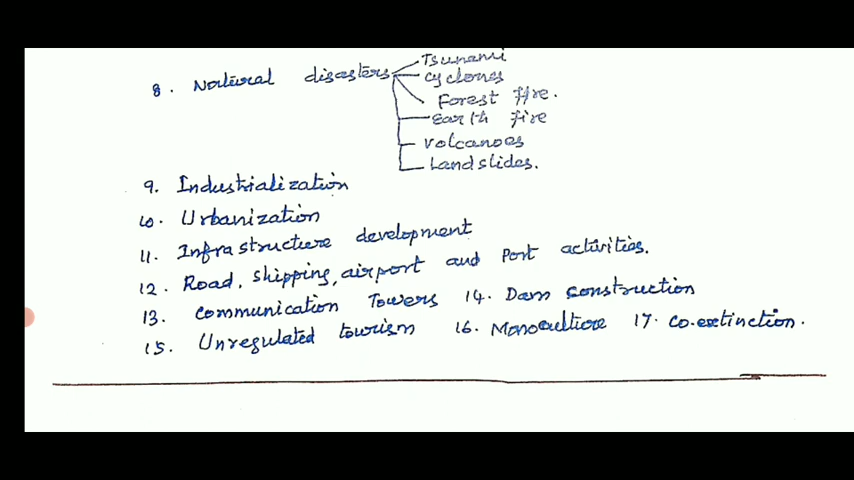 Tsunami
8. Natural disasters cyclones
Forest fire.
Earth fire
Volcanoes
Landslides.
9. Industrialization
10. Urbanization
11. Infrastructure development
12. Road, shipping, airport and Port activities.
13. Communication Towers 14. Dam construction
15. Unregulated tourism 16. Monoculture 17. Co-extinction.